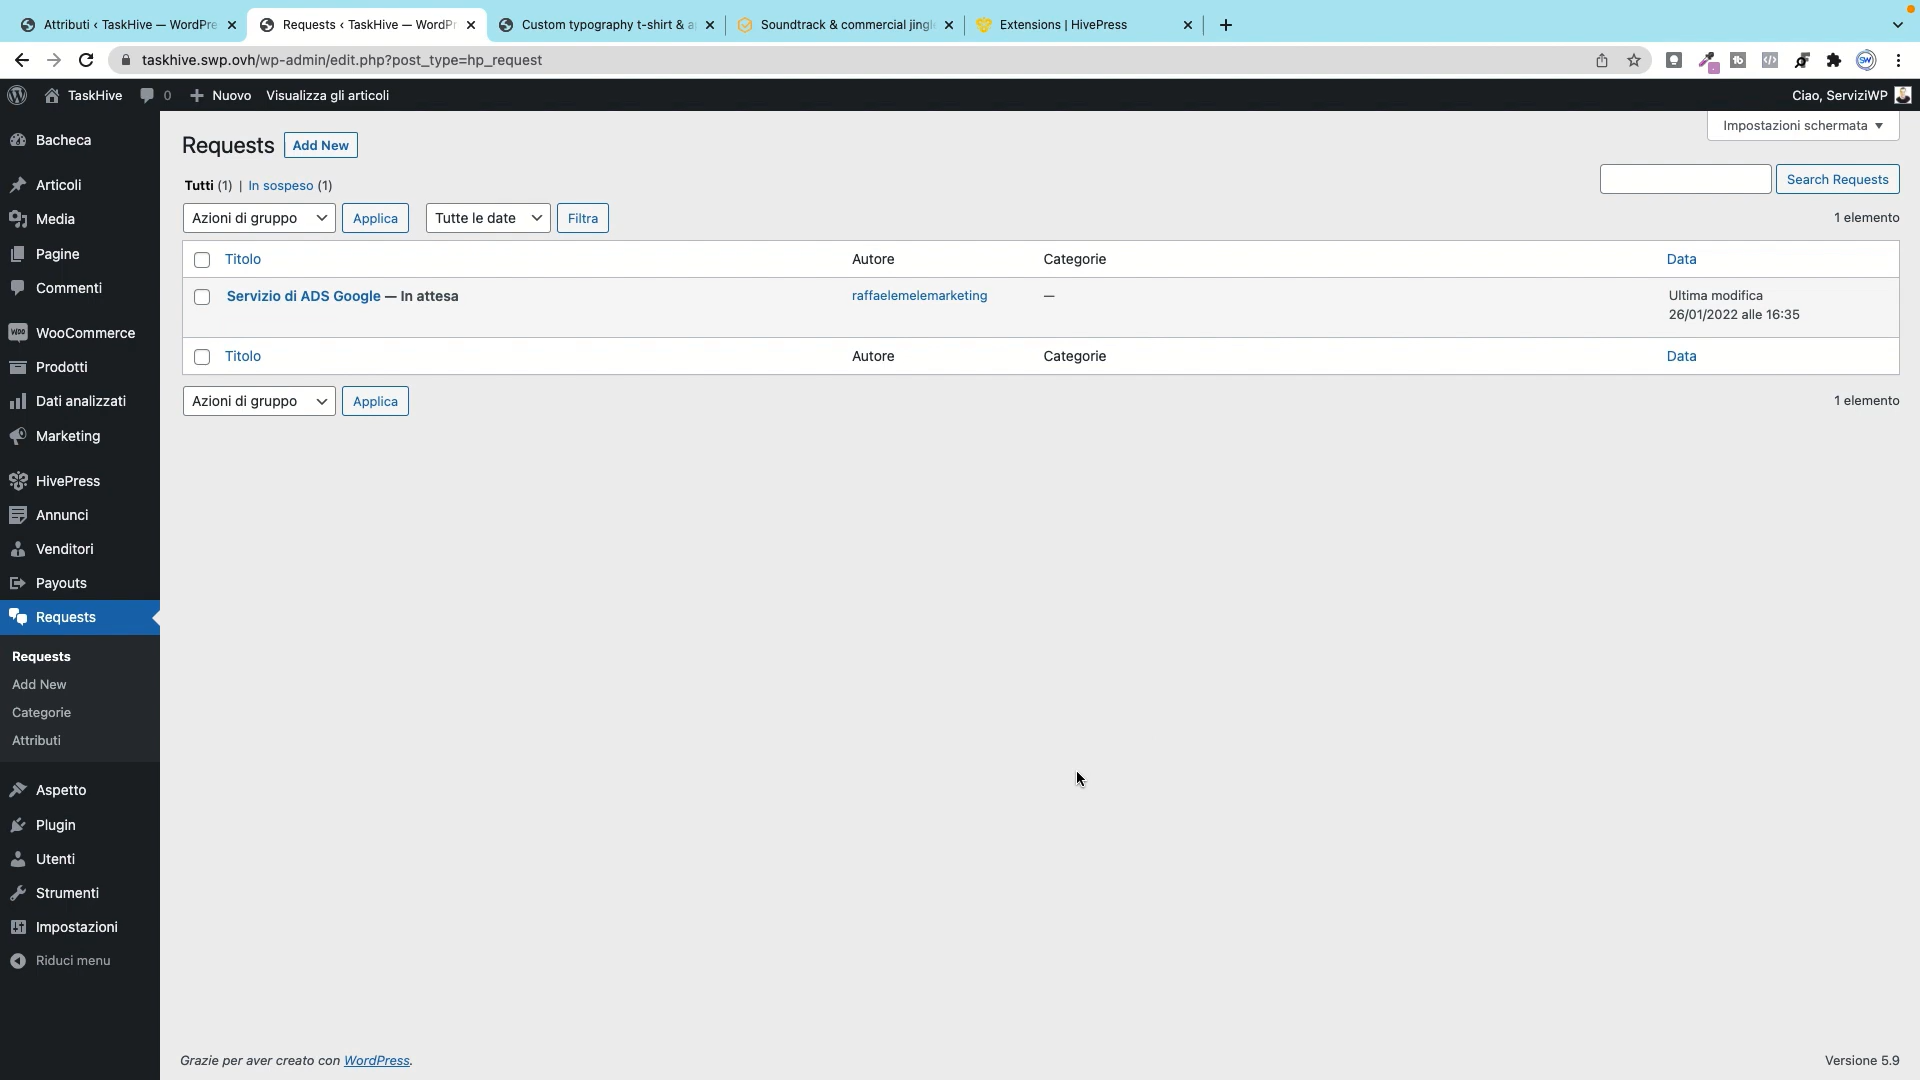 Attributi ‹ TaskHive — WordPre
Requests ‹ TaskHive — WordPr
Custom typography t-shirt & a
Soundtrack & commercial jingl
Extensions | HivePress
taskhive.swp.ovh/wp-admin/edit.php?post_type=hp_request
TaskHive
0
Nuovo
Visualizza gli articoli
Ciao, ServiziWP
Bacheca
Articoli
Media
Pagine
Commenti
WooCommerce
Prodotti
Dati analizzati
Marketing
HivePress
Annunci
Venditori
Payouts
Requests
Requests
Add New
Categorie
Attributi
Aspetto
Plugin
Utenti
Strumenti
Impostazioni
Riduci menu
Impostazioni schermata
Requests
Add New
Tutti (1) | In sospeso (1)
Search Requests
Azioni di gruppo
Applica
Tutte le date
Filtra
1 elemento
Titolo
Autore
Categorie
Data
Servizio di ADS Google — In attesa
raffaelemelemarketing
—
Ultima modifica
26/01/2022 alle 16:35
Titolo
Autore
Categorie
Data
Azioni di gruppo
Applica
1 elemento
Grazie per aver creato con WordPress.
Versione 5.9